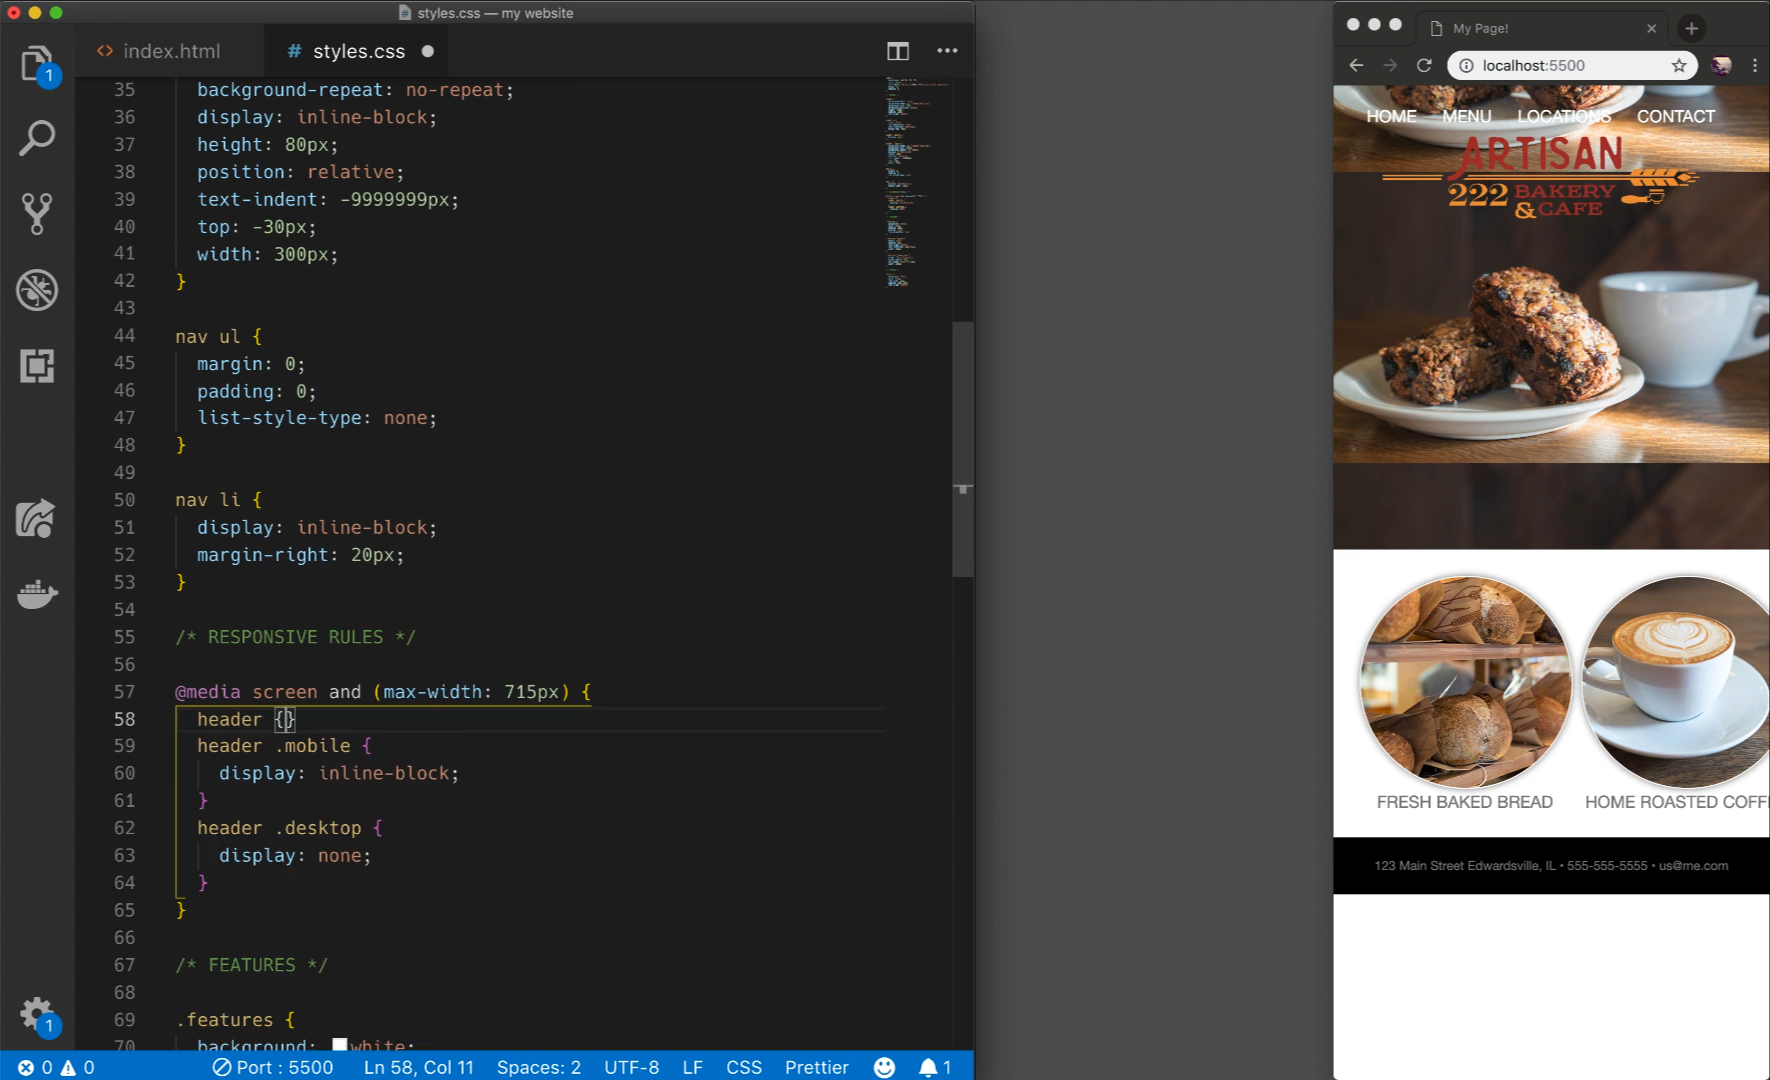 styles.css — my website
index.html
# styles.css
1
35 background-repeat: no-repeat;
36 display: inline-block;
37 height: 80px;
38 position: relative;
39 text-indent: -9999999px;
40 top: -30px;
41 width: 300px;
42 }
43
44 nav ul {
45 margin: 0;
46 padding: 0;
47 list-style-type: none;
48 }
49
50 nav li {
51 display: inline-block;
52 margin-right: 20px;
53 }
54
55 /* RESPONSIVE RULES */
56
57 @media screen and (max-width: 715px) {
58 header {}
59 header .mobile {
60 display: inline-block;
61 }
62 header .desktop {
63 display: none;
64 }
65 }
66
67 /* FEATURES */
68
69 .features {
70 background: white;
1
0 0 Port : 5500 Ln 58, Col 11 Spaces: 2 UTF-8 LF CSS Prettier 1
My Page!
localhost:5500
HOME MENU LOCATIONS CONTACT
ARTISAN
222 BAKERY
& CAFE
FRESH BAKED BREAD HOME ROASTED COFF
123 Main Street Edwardsville, IL • 555-555-5555 • us@me.com